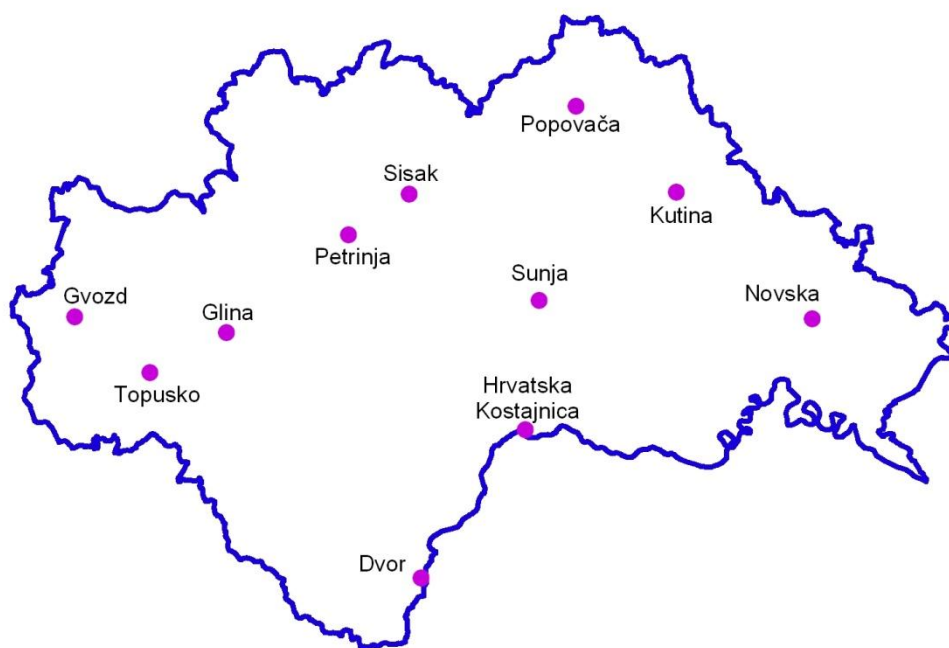 Popovača
Sisak
Kutina
Petrinja
Sunja
Gvozd
Novska
Glina
Topusko
Hrvatska
Kostajnica
Dvor